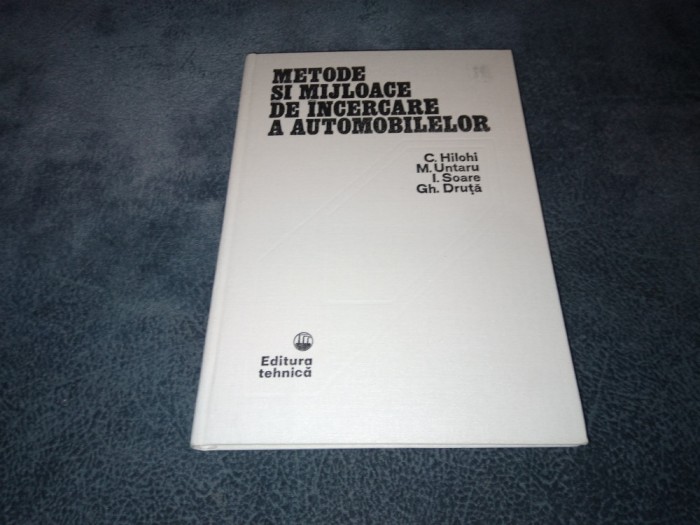 METODE
SI MIJLOACE
DE INCERCARE
A AUTOMOBILELOR
C. Hilohi
M. Untaru
I. Soare
Gh. Druță
Editura
tehnică